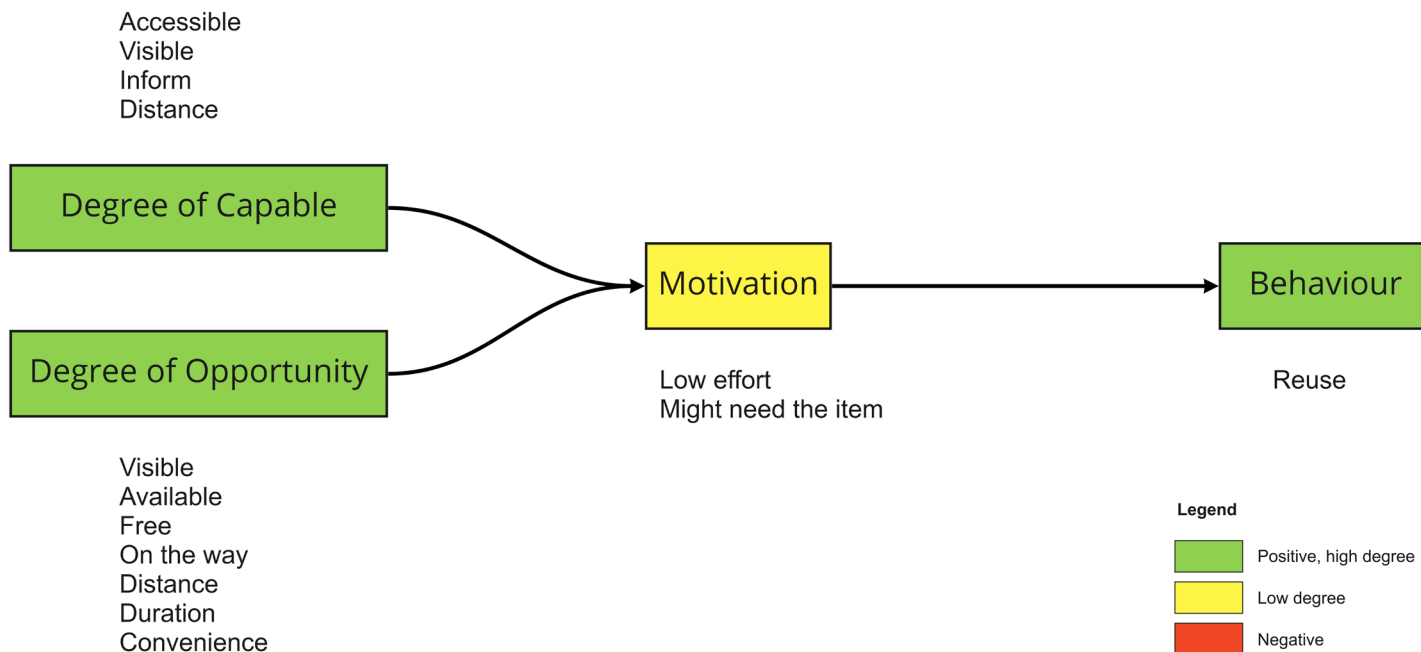 Accessible
Visible
Inform
Distance
Degree of Capable
Degree of Opportunity
Visible
Available
Free
On the way
Distance
Duration
Convenience
Motivation
Low effort
Might need the item
Behaviour
Reuse
Legend
Positive, high degree
Low degree
Negative